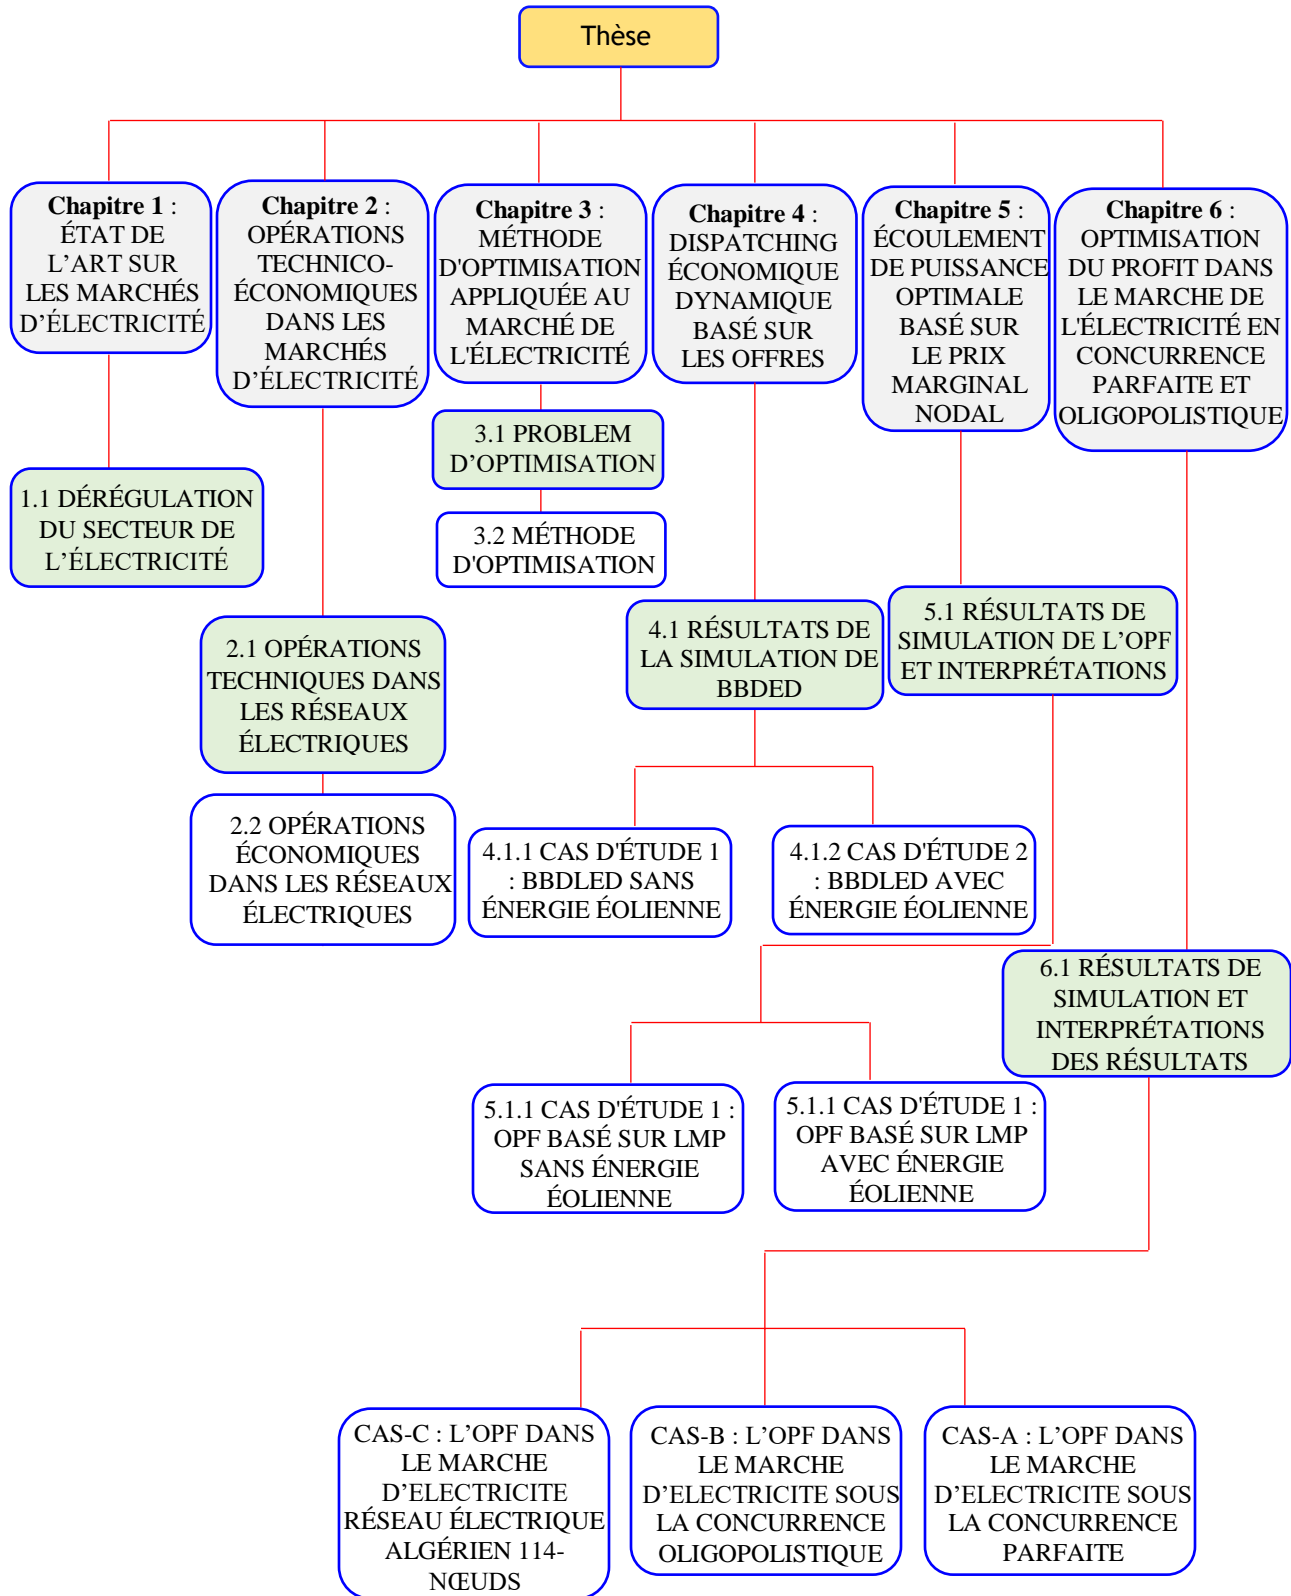 Thèse
Chapitre 1 :
ÉTAT DE
L'ART SUR
LES MARCHÉS
D'ÉLECTRICITÉ
Chapitre 2 :
OPÉRATIONS
TECHNICO-
ÉCONOMIQUES
DANS LES
MARCHÉS
D'ÉLECTRICITÉ
Chapitre 3 :
MÉTHODE
D'OPTIMISATION
APPLIQUÉE AU
MARCHÉ DE
L'ÉLECTRICITÉ
Chapitre 4 :
DISPATCHING
ÉCONOMIQUE
DYNAMIQUE
BASÉ SUR
LES OFFRES
Chapitre 5 :
ÉCOULEMENT
DE PUISSANCE
OPTIMALE
BASÉ SUR
LE PRIX
MARGINAL
NODAL
Chapitre 6 :
OPTIMISATION
DU PROFIT DANS
LE MARCHE DE
L'ÉLECTRICITÉ EN
CONCURRENCE
PARFAITE ET
OLIGOPOLISTIQUE
1.1 DÉRÉGULATION
DU SECTEUR DE
L'ÉLECTRICITÉ
3.1 PROBLEM
D'OPTIMISATION
3.2 MÉTHODE
D'OPTIMISATION
2.1 OPÉRATIONS
TECHNIQUES DANS
LES RÉSEAUX
ÉLECTRIQUES
2.2 OPÉRATIONS
ÉCONOMIQUES
DANS LES RÉSEAUX
ÉLECTRIQUES
4.1 RÉSULTATS DE
LA SIMULATION DE
BBDED
5.1 RÉSULTATS DE
SIMULATION DE L'OPF
ET INTERPRÉTATIONS
4.1.1 CAS D'ÉTUDE 1
: BBDLED SANS
ÉNERGIE ÉOLIENNE
4.1.2 CAS D'ÉTUDE 2
: BBDLED AVEC
ÉNERGIE ÉOLIENNE
6.1 RÉSULTATS DE
SIMULATION ET
INTERPRÉTATIONS
DES RÉSULTATS
5.1.1 CAS D'ÉTUDE 1 :
OPF BASÉ SUR LMP
SANS ÉNERGIE
ÉOLIENNE
5.1.1 CAS D'ÉTUDE 1 :
OPF BASÉ SUR LMP
AVEC ÉNERGIE
ÉOLIENNE
CAS-C : L'OPF DANS
LE MARCHE
D'ELECTRICITE
RÉSEAU ÉLECTRIQUE
ALGÉRIEN 114-
NŒUDS
CAS-B : L'OPF DANS
LE MARCHE
D'ELECTRICITE SOUS
LA CONCURRENCE
OLIGOPOLISTIQUE
CAS-A : L'OPF DANS
LE MARCHE
D'ELECTRICITE SOUS
LA CONCURRENCE
PARFAITE